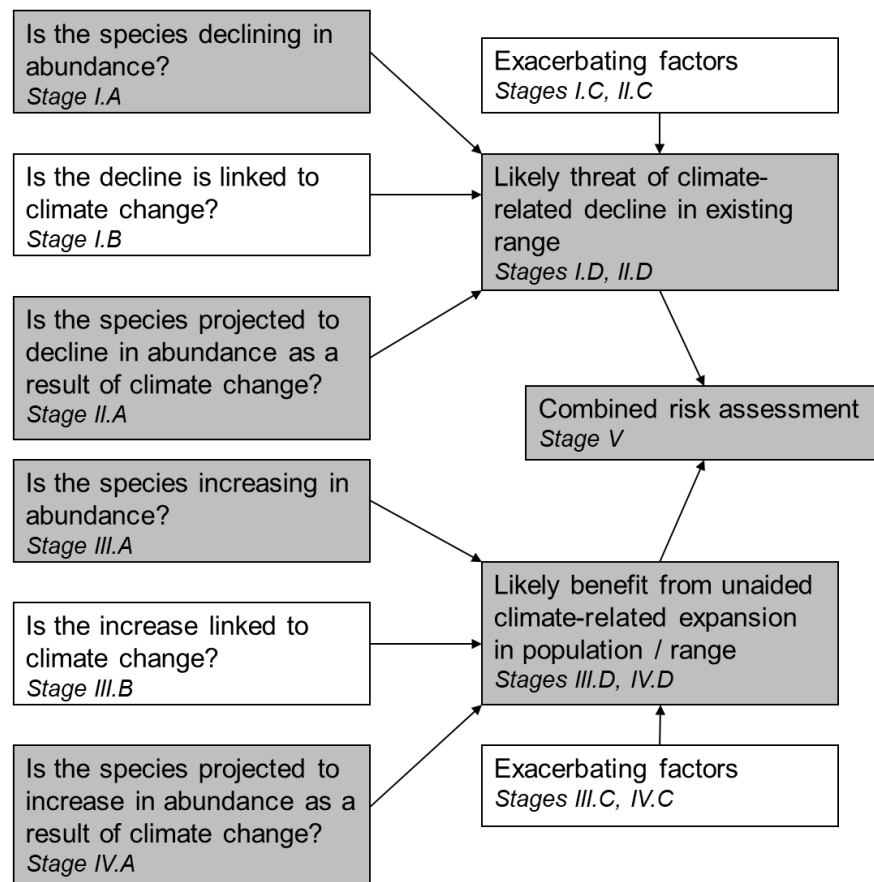 Is the species declining in
abundance?
Stage I.A
Exacerbating factors
Stages I.C, II.C
Is the decline is linked to
climate change?
Stage I.B
Likely threat of climate-
related decline in existing
range
Stages I.D, II.D
Is the species projected to
decline in abundance as a
result of climate change?
Stage II.A
Combined risk assessment
Stage V
Is the species increasing in
abundance?
Stage III.A
Likely benefit from unaided
climate-related expansion
in population / range
Stages III.D, IV.D
Is the increase linked to
climate change?
Stage III.B
Is the species projected to
increase in abundance as a
result of climate change?
Stage IV.A
Exacerbating factors
Stages III.C, IV.C